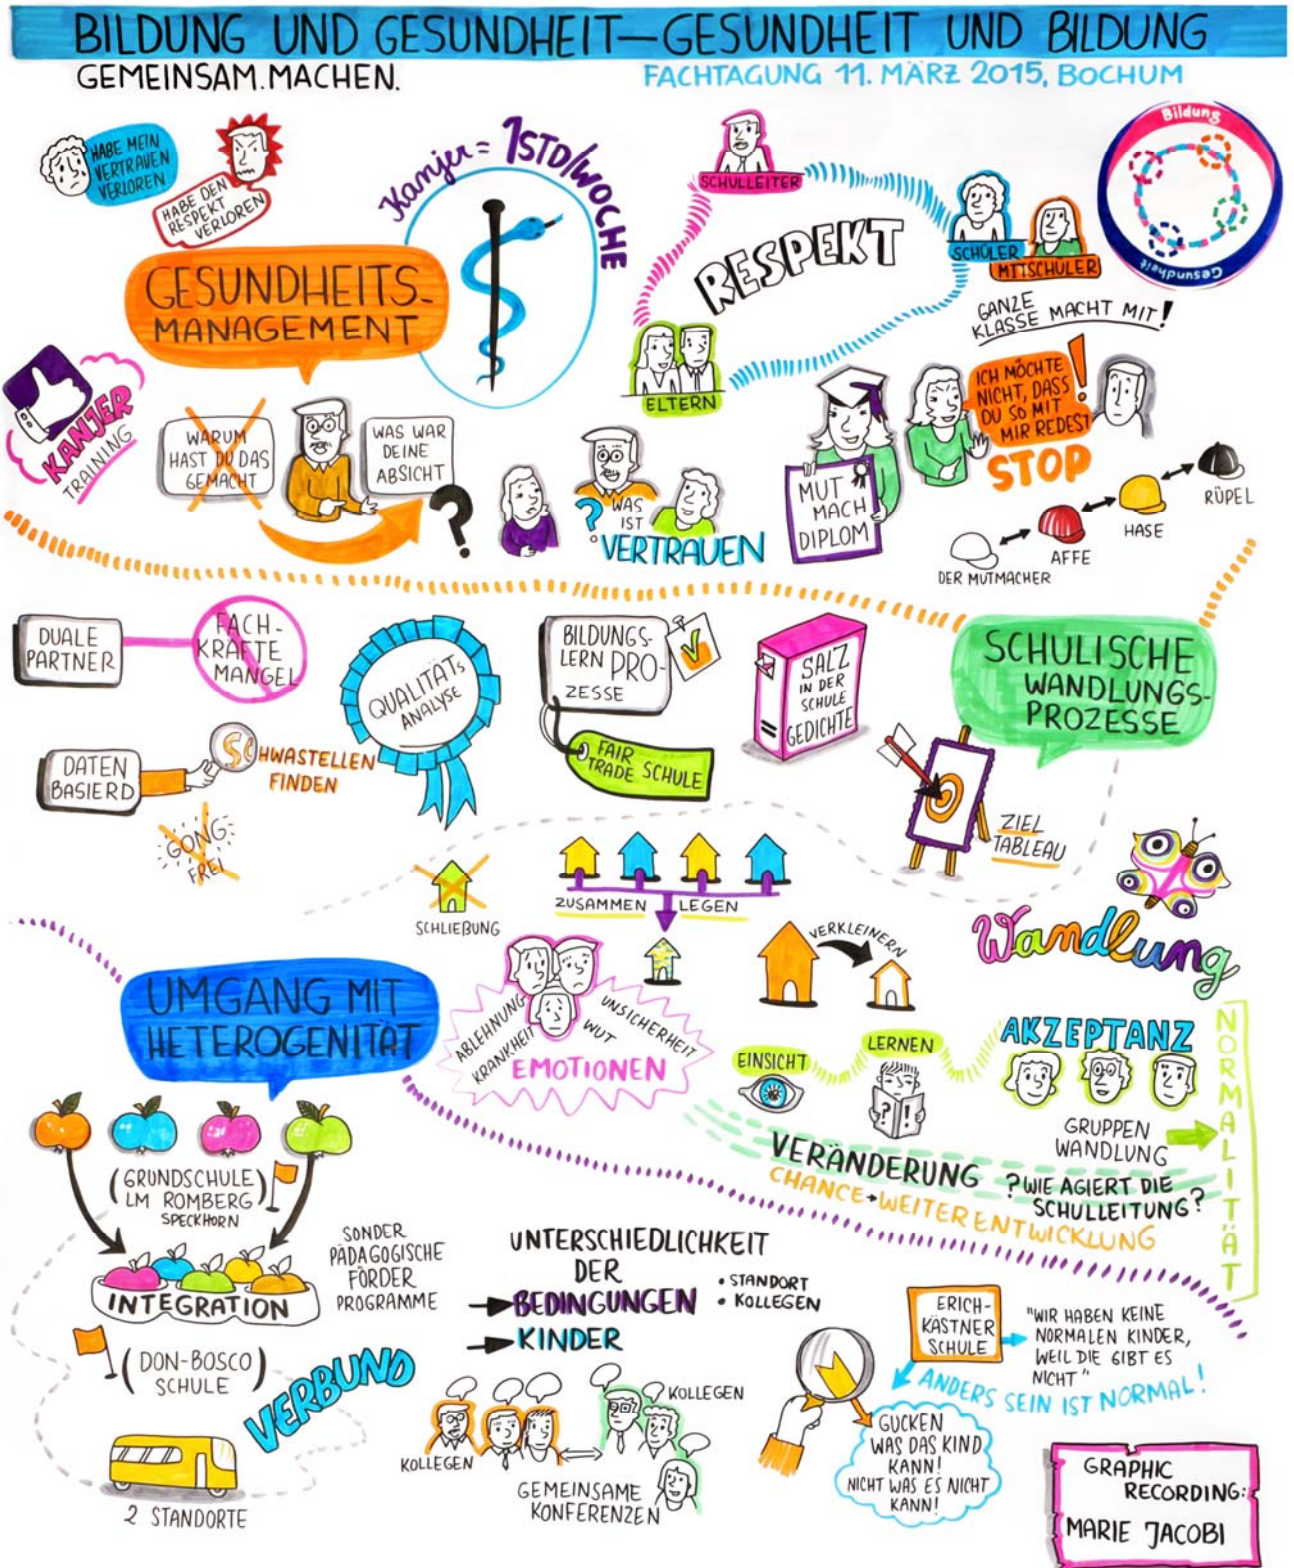 BILDUNG UND GESUNDHEIT—GESUNDHEIT UND BILDUNG
GEMEINSAM.MACHEN.
FACHTAGUNG 11. MÄRZ 2015, BOCHUM
HABE MEIN
VERTRAUEN
VERLOREN
HABE DEN
RESPEKT
VERLOREN
Kanjer = 1STD/WOCHE
GESUNDHEITS-
MANAGEMENT
SCHULLEITER
RESPEKT
SCHÜLER
MITSCHÜLER
ELTERN
Bildung
Gesundheit
GANZE
KLASSE MACHT MIT!
KANJER
TRAINING
WARUM
HAST DU DAS
GEMACHT
WAS WAR
DEINE
ABSICHT
?
? WAS
IST
VERTRAUEN
MUT
MACH
DIPLOM
ICH MÖCHTE
NICHT, DASS
DU SO MIT
MIR REDEST!
STOP
DER MUTMACHER
AFFE
HASE
RÜPEL
DUALE
PARTNER
FACH-
KRÄFTE
MANGEL
QUALITÄTS
ANALYSE
BILDUNGS-
LERN PRO-
ZESSE
FAIR
TRADE SCHULE
SALZ
IN DER
SCHULE
GEDICHTE
SCHULISCHE
WANDLUNGS-
PROZESSE
DATEN
BASIERD
SCHWASTELLEN
FINDEN
GONG
FREI
ZIEL
TABLEAU
SCHLIEßUNG
ZUSAMMEN LEGEN
VERKLEINERN
Wandlung
UMGANG MIT
HETEROGENITÄT
ABLEHNUNG
KRANKHEIT
WUT
UNSICHERHEIT
EMOTIONEN
EINSICHT
LERNEN
? !
AKZEPTANZ
GRUPPEN
WANDLUNG
NORMALITÄT
VERÄNDERUNG
CHANCE→WEITERENTWICKLUNG
? WIE AGIERT DIE
SCHULLEITUNG?
(GRUNDSCHULE
LM ROMBERG)
SPECKHORN
INTEGRATION
SONDER
PÄDAGOGISCHE
FÖRDER
PROGRAMME
UNTERSCHIEDLICHKEIT
DER
→BEDINGUNGEN
→KINDER
• STANDORT
• KOLLEGEN
(DON-BOSCO
SCHULE)
VERBUND
2 STANDORTE
KOLLEGEN
KOLLEGEN
GEMEINSAME
KONFERENZEN
ERICH-
KÄSTNER
SCHULE
"WIR HABEN KEINE
NORMALEN KINDER,
WEIL DIE GIBT ES
NICHT"
ANDERS SEIN IST NORMAL!
GUCKEN
WAS DAS KIND
KANN!
NICHT WAS ES NICHT
KANN!
GRAPHIC
RECORDING:
MARIE JACOBI